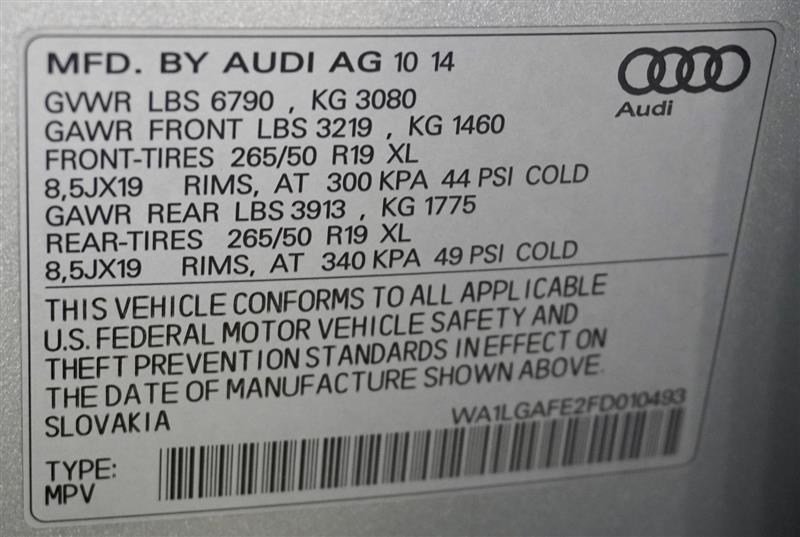 MFD. BY AUDI AG 10 14
Audi
GVWR LBS 6790 , KG 3080
GAWR FRONT LBS 3219 , KG 1460
FRONT-TIRES 265/50 R19 XL
8,5JX19 RIMS, AT 300 KPA 44 PSI COLD
GAWR REAR LBS 3913 , KG 1775
REAR-TIRES 265/50 R19 XL
8,5JX19 RIMS, AT 340 KPA 49 PSI COLD
THIS VEHICLE CONFORMS TO ALL APPLICABLE
U.S. FEDERAL MOTOR VEHICLE SAFETY AND
THEFT PREVENTION STANDARDS IN EFFECT ON
THE DATE OF MANUFACTURE SHOWN ABOVE.
SLOVAKIA
WA1LGAFE2FD010493
TYPE:
MPV